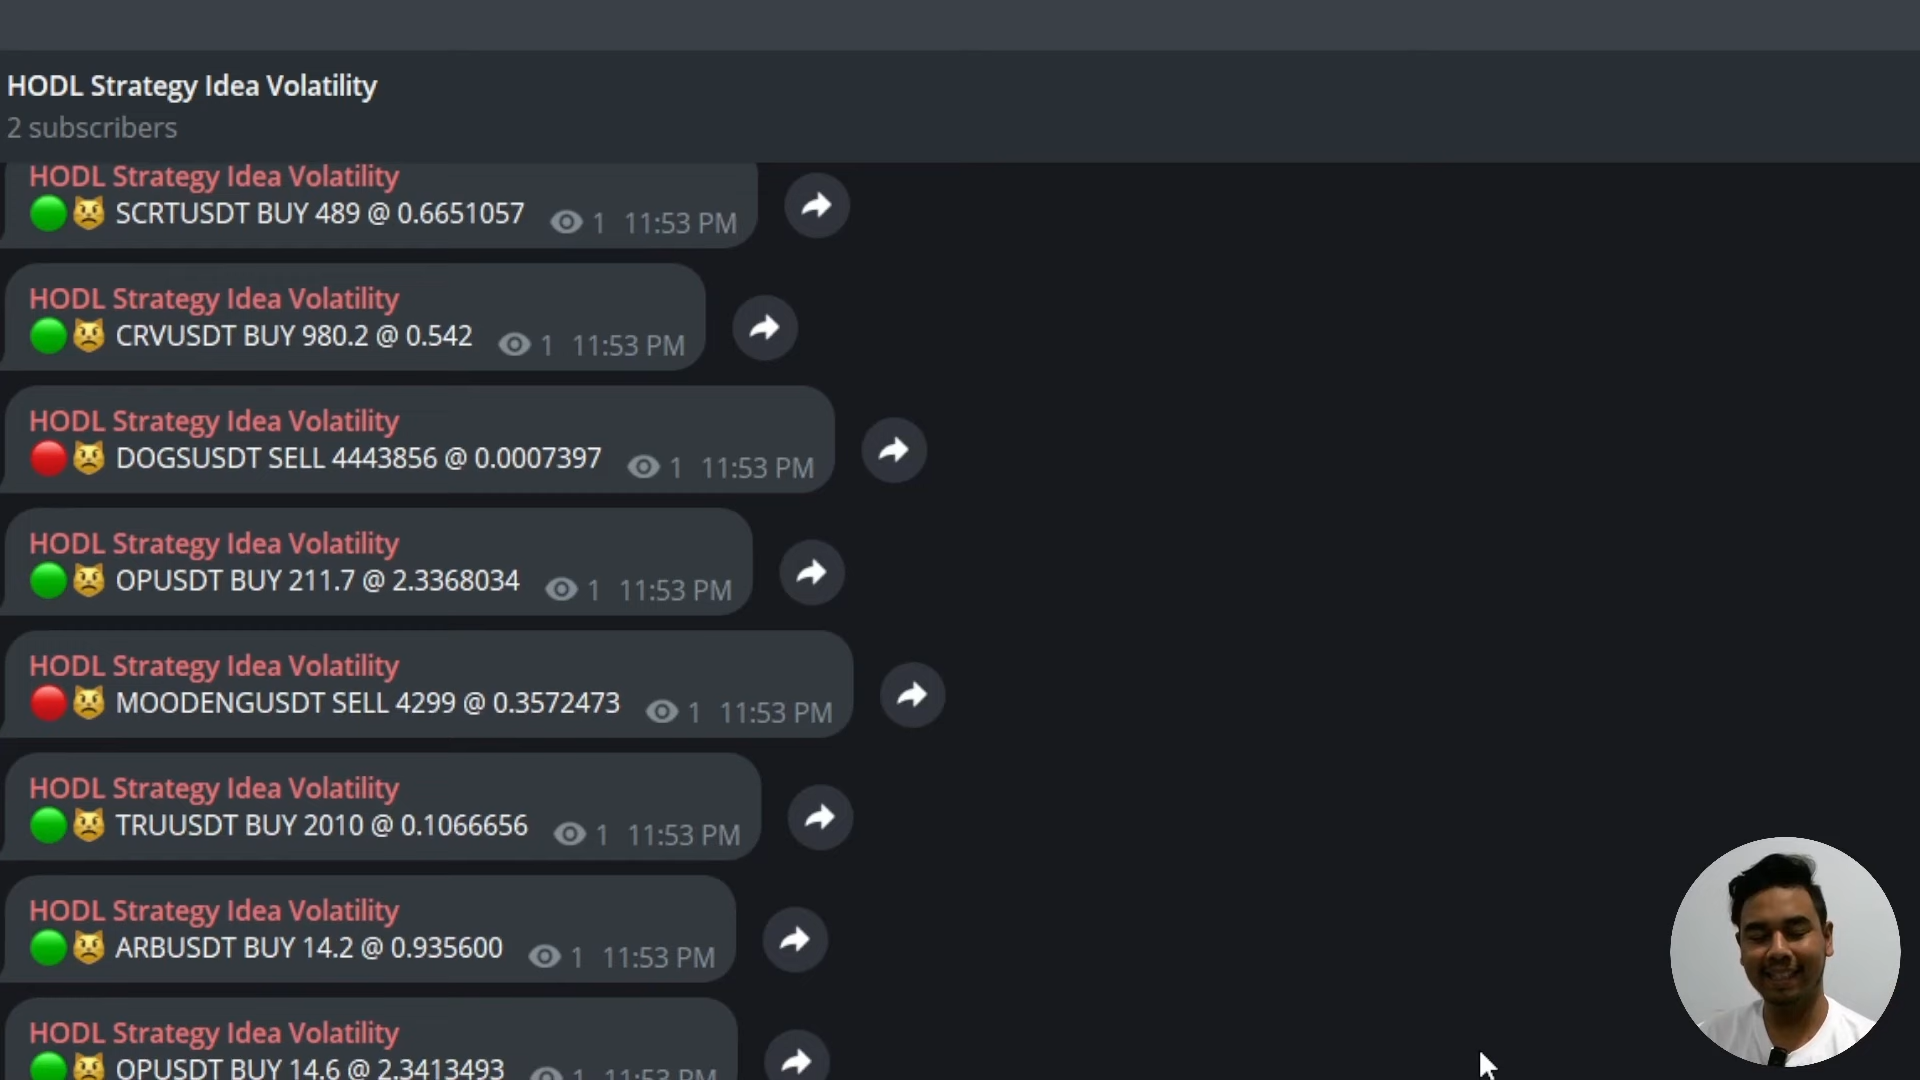 HODL Strategy Idea Volatility
2 subscribers
HODL Strategy Idea Volatility
SCRTUSDT BUY 489 @ 0.6651057 1 11:53 PM
HODL Strategy Idea Volatility
CRVUSDT BUY 980.2 @ 0.542 1 11:53 PM
HODL Strategy Idea Volatility
DOGSUSDT SELL 4443856 @ 0.0007397 1 11:53 PM
HODL Strategy Idea Volatility
OPUSDT BUY 211.7 @ 2.3368034 1 11:53 PM
HODL Strategy Idea Volatility
MOODENGUSDT SELL 4299 @ 0.3572473 1 11:53 PM
HODL Strategy Idea Volatility
TRUUSDT BUY 2010 @ 0.1066656 1 11:53 PM
HODL Strategy Idea Volatility
ARBUSDT BUY 14.2 @ 0.935600 1 11:53 PM
HODL Strategy Idea Volatility
OPUSDT BUY 14.6 @ 2.3413493 1 11:53 PM